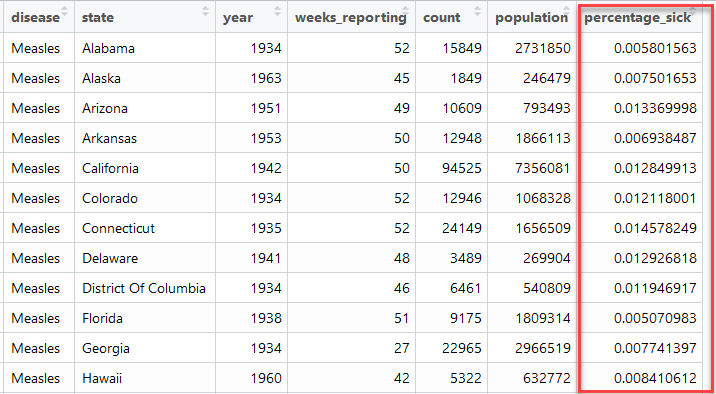 disease state year weeks_reporting count population percentage_sick
Measles Alabama 1934 52 15849 2731850 0.005801563
Measles Alaska 1963 45 1849 246479 0.007501653
Measles Arizona 1951 49 10609 793493 0.013369998
Measles Arkansas 1953 50 12948 1866113 0.006938487
Measles California 1942 50 94525 7356081 0.012849913
Measles Colorado 1934 52 12946 1068328 0.012118001
Measles Connecticut 1935 52 24149 1656509 0.014578249
Measles Delaware 1941 48 3489 269904 0.012926818
Measles District Of Columbia 1934 46 6461 540809 0.011946917
Measles Florida 1938 51 9175 1809314 0.005070983
Measles Georgia 1934 27 22965 2966519 0.007741397
Measles Hawaii 1960 42 5322 632772 0.008410612